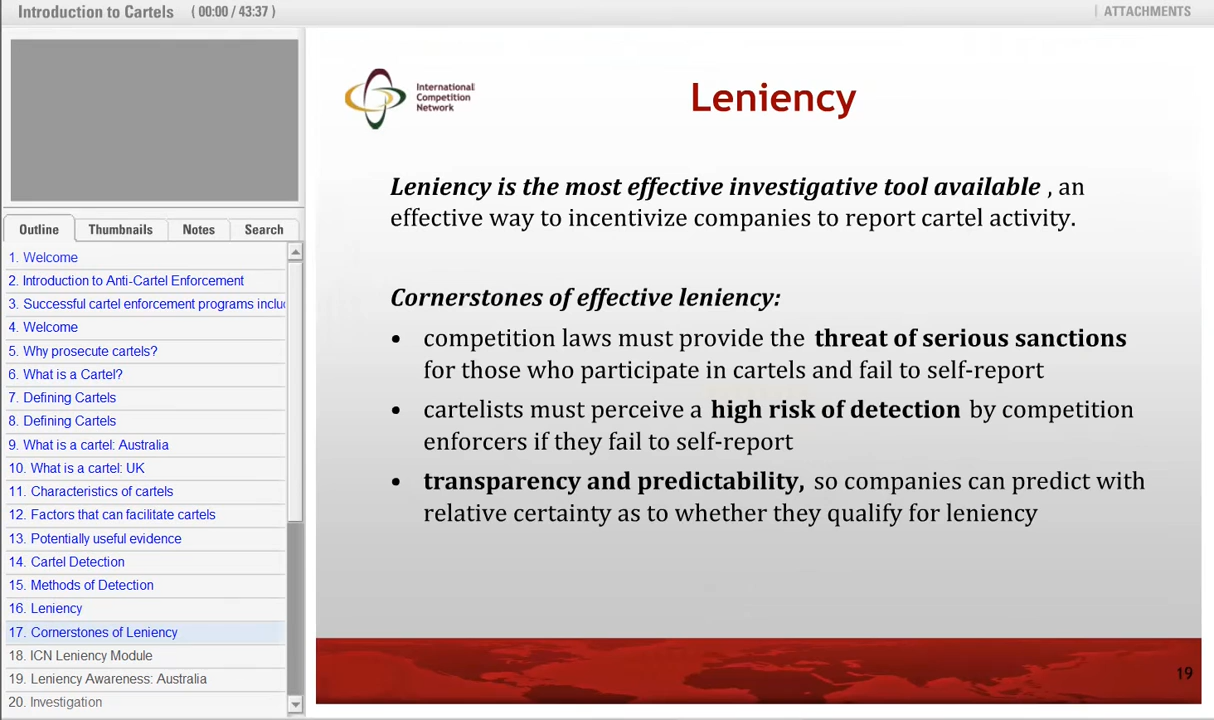 Introduction to Cartels ( 00:00 / 43:37 )
| ATTACHMENTS
Outline Thumbnails Notes Search
1. Welcome
2. Introduction to Anti-Cartel Enforcement
3. Successful cartel enforcement programs inclu
4. Welcome
5. Why prosecute cartels?
6. What is a Cartel?
7. Defining Cartels
8. Defining Cartels
9. What is a cartel: Australia
10. What is a cartel: UK
11. Characteristics of cartels
12. Factors that can facilitate cartels
13. Potentially useful evidence
14. Cartel Detection
15. Methods of Detection
16. Leniency
17. Cornerstones of Leniency
18. ICN Leniency Module
19. Leniency Awareness: Australia
20. Investigation
International
Competition
Network
Leniency
Leniency is the most effective investigative tool available , an
effective way to incentivize companies to report cartel activity.
Cornerstones of effective leniency:
• competition laws must provide the threat of serious sanctions
for those who participate in cartels and fail to self-report
• cartelists must perceive a high risk of detection by competition
enforcers if they fail to self-report
• transparency and predictability, so companies can predict with
relative certainty as to whether they qualify for leniency
19